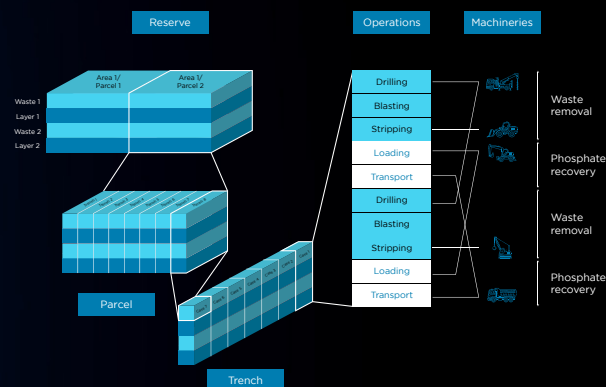 Reserve
Operations
Machineries
Area 1/
Parcel 1
Area 1/
Parcel 2
Waste 1
Layer 1
Waste 2
Layer 2
Drilling
Blasting
Stripping
Loading
Transport
Drilling
Blasting
Stripping
Loading
Transport
Waste
removal
Phosphate
recovery
Waste
removal
Phosphate
recovery
Parcel
Trench